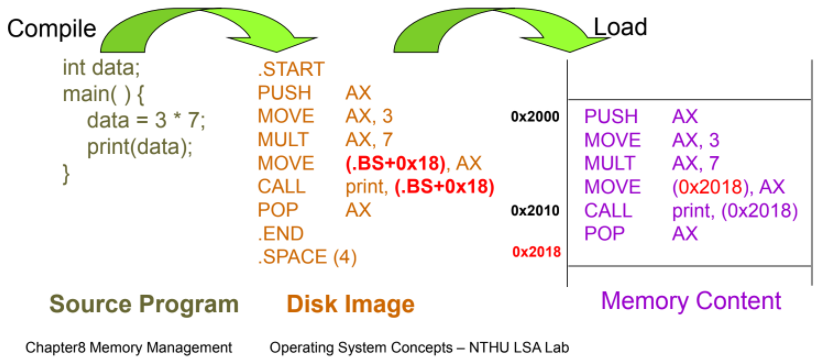 Compile
Load
int data;
main( ) {
data = 3 * 7;
print(data);
}
.START
PUSH AX
MOVE AX, 3
MULT AX, 7
MOVE (.BS+0x18), AX
CALL print, (.BS+0x18)
POP AX
.END
.SPACE (4)
0x2000
0x2010
0x2018
PUSH AX
MOVE AX, 3
MULT AX, 7
MOVE (0x2018), AX
CALL print, (0x2018)
POP AX
Source Program
Disk Image
Memory Content
Chapter8 Memory Management
Operating System Concepts – NTHU LSA Lab